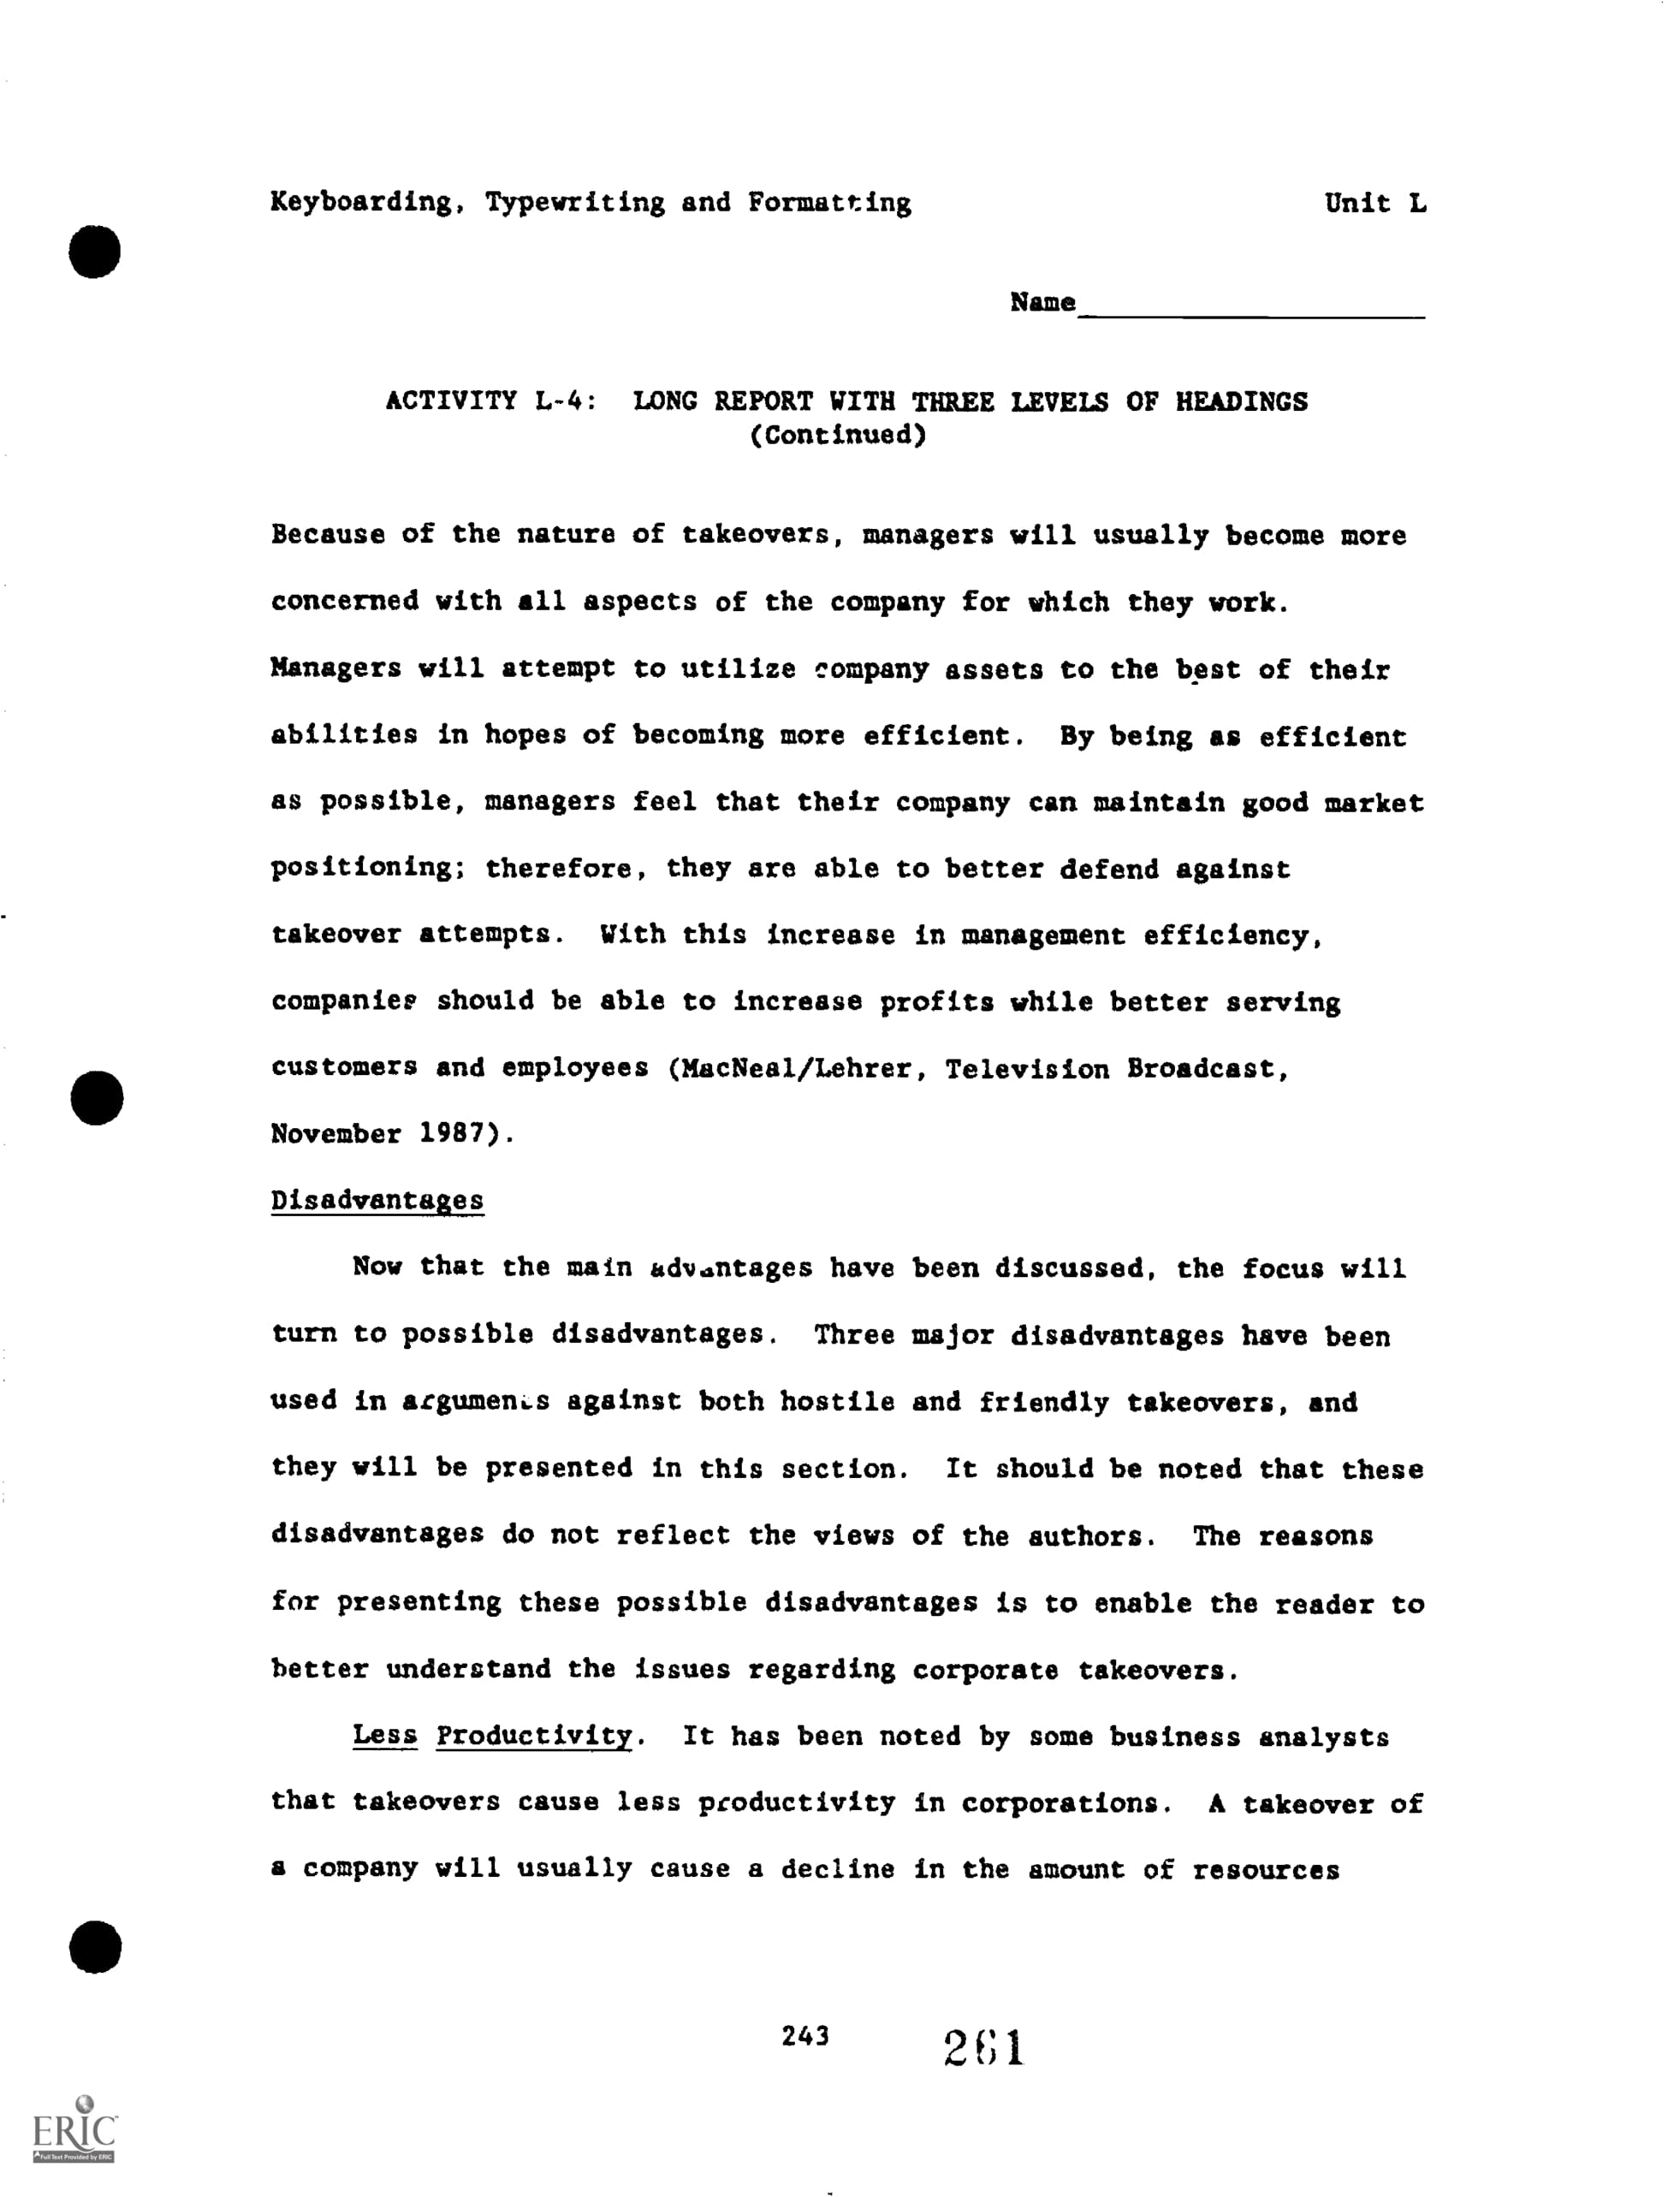 Keyboarding, Typewriting and Formatting Unit L
Name
ACTIVITY L-4: LONG REPORT WITH THREE LEVELS OF HEADINGS
(Continued)
Because of the nature of takeovers, managers will usually become more
concerned with all aspects of the company for which they work.
Managers will attempt to utilize company assets to the best of their
abilities in hopes of becoming more efficient. By being as efficient
as possible, managers feel that their company can maintain good market
positioning; therefore, they are able to better defend against
takeover attempts. With this increase in management efficiency,
companies should be able to increase profits while better serving
customers and employees (MacNeal/Lehrer, Television Broadcast,
November 1987).
Disadvantages
Now that the main advantages have been discussed, the focus will
turn to possible disadvantages. Three major disadvantages have been
used in arguments against both hostile and friendly takeovers, and
they will be presented in this section. It should be noted that these
disadvantages do not reflect the views of the authors. The reasons
for presenting these possible disadvantages is to enable the reader to
better understand the issues regarding corporate takeovers.
Less Productivity. It has been noted by some business analysts
that takeovers cause less productivity in corporations. A takeover of
a company will usually cause a decline in the amount of resources
243 261
ERIC
Full Text Provided by ERIC